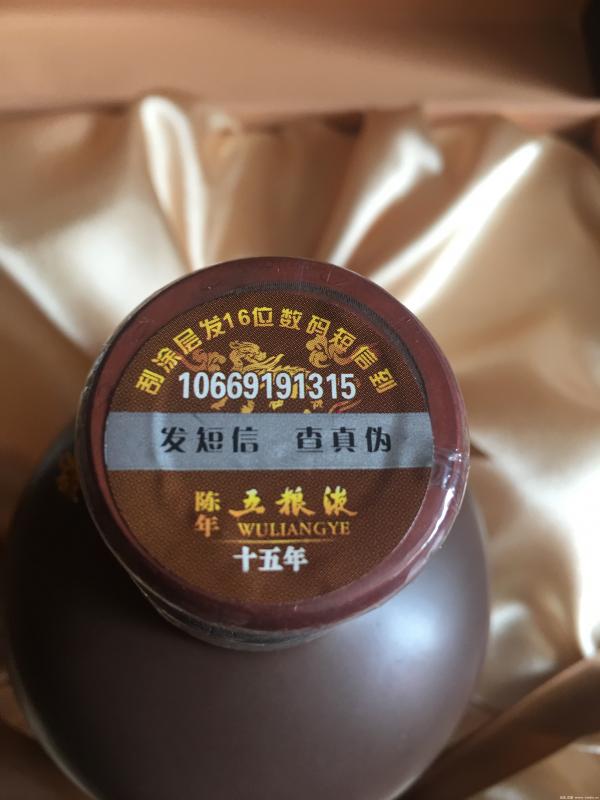 刮涂层发16位数码短信到
10669191315
发短信 查真伪
陈年 五粮液
WULIANGYE
十五年